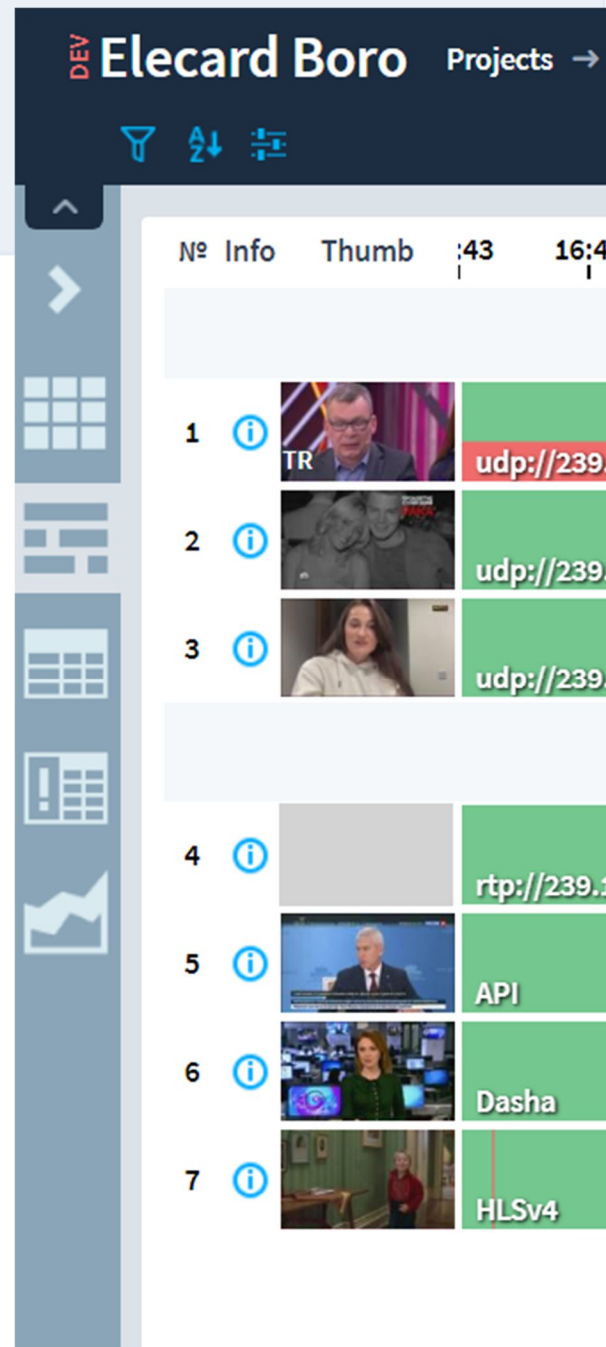 DEV Elecard Boro Projects →
Nº Info Thumb :43 16:4
1 TR udp://239.
2 udp://239.
3 udp://239.
4 rtp://239.1
5 API
6 Dasha
7 HLSv4